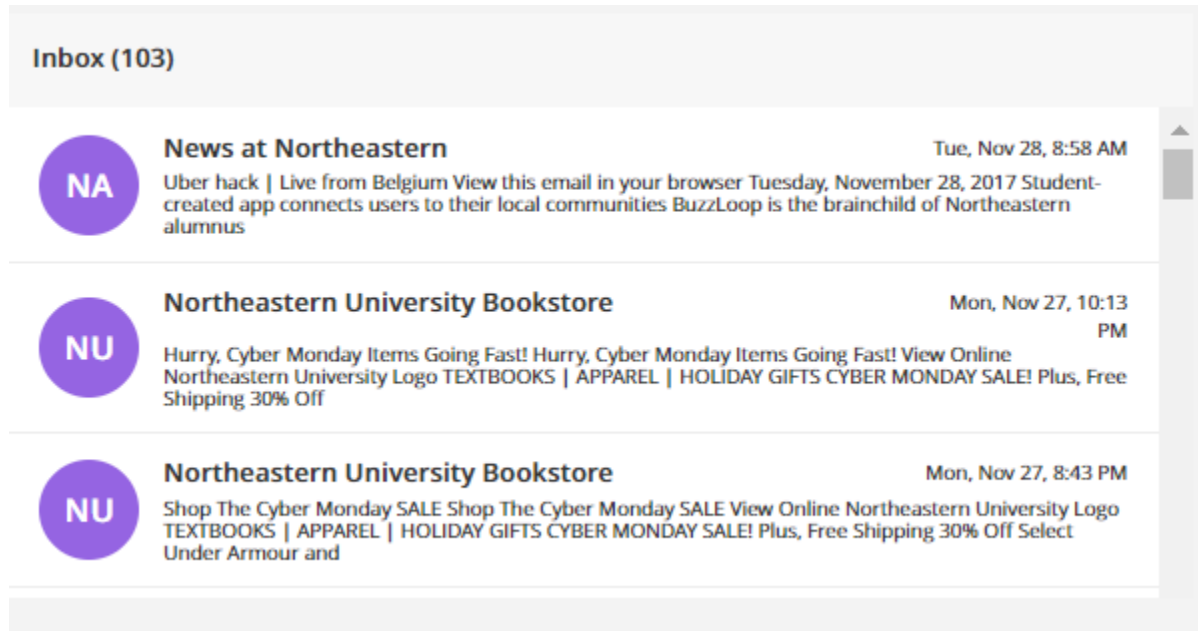 Inbox (103)
NA
News at Northeastern
Tue, Nov 28, 8:58 AM
Uber hack | Live from Belgium View this email in your browser Tuesday, November 28, 2017 Student-
created app connects users to their local communities BuzzLoop is the brainchild of Northeastern
alumnus
NU
Northeastern University Bookstore
Mon, Nov 27, 10:13
PM
Hurry, Cyber Monday Items Going Fast! Hurry, Cyber Monday Items Going Fast! View Online
Northeastern University Logo TEXTBOOKS | APPAREL | HOLIDAY GIFTS CYBER MONDAY SALE! Plus, Free
Shipping 30% Off
NU
Northeastern University Bookstore
Mon, Nov 27, 8:43 PM
Shop The Cyber Monday SALE Shop The Cyber Monday SALE View Online Northeastern University Logo
TEXTBOOKS | APPAREL | HOLIDAY GIFTS CYBER MONDAY SALE! Plus, Free Shipping 30% Off Select
Under Armour and